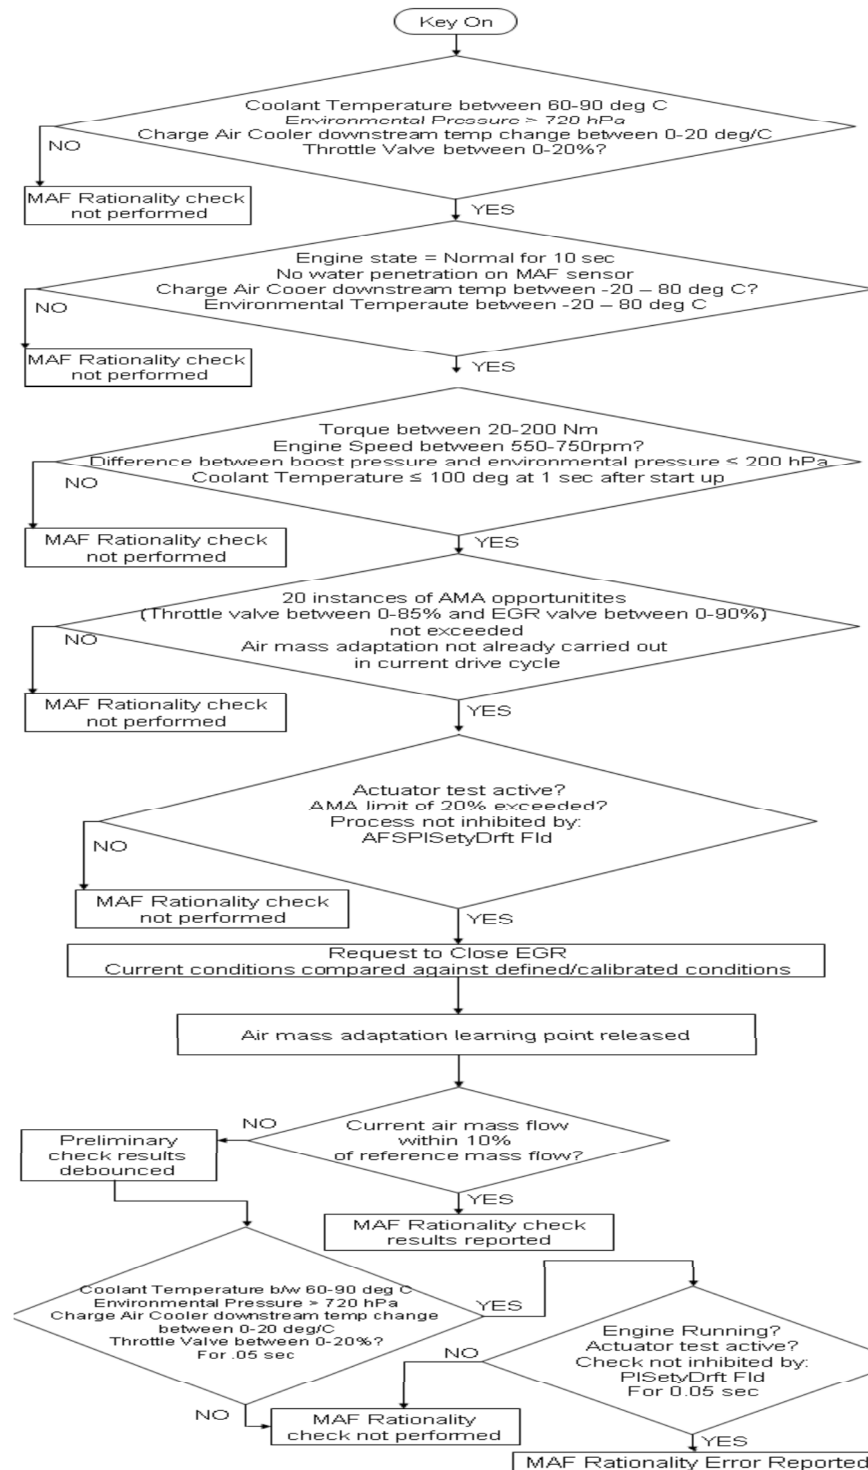 Key On
Coolant Temperature between 60-90 deg C
Environmental Pressure > 720 hPa
Charge Air Cooler downstream temp change between 0-20 deg/C
Throttle Valve between 0-20%?
NO
MAF Rationality check
not performed
YES
Engine state = Normal for 10 sec
No water penetration on MAF sensor
Charge Air Cooer downstream temp between -20 – 80 deg C?
Environmental Temperaute between -20 – 80 deg C
NO
MAF Rationality check
not performed
YES
Torque between 20-200 Nm
Engine Speed between 550-750rpm?
Difference between boost pressure and environmental pressure ≤ 200 hPa
Coolant Temperature ≤ 100 deg at 1 sec after start up
NO
MAF Rationality check
not performed
YES
20 instances of AMA opportunitites
(Throttle valve between 0-85% and EGR valve between 0-90%)
not exceeded
Air mass adaptation not already carried out
in current drive cycle
NO
MAF Rationality check
not performed
YES
Actuator test active?
AMA limit of 20% exceeded?
Process not inhibited by:
AFSPlSetyDrft Fld
NO
MAF Rationality check
not performed
YES
Request to Close EGR
Current conditions compared against defined/calibrated conditions
Air mass adaptation learning point released
Current air mass flow
within 10%
of reference mass flow?
NO
Preliminary
check results
debounced
YES
MAF Rationality check
results reported
Coolant Temperature b/w 60-90 deg C
Environmental Pressure > 720 hPa
Charge Air Cooler downstream temp change
between 0-20 deg/C
Throttle Valve between 0-20%?
For .05 sec
YES
NO
Engine Running?
Actuator test active?
Check not inhibited by:
PlSetyDrft Fld
For 0.05 sec
NO
MAF Rationality
check not performed
YES
MAF Rationality Error Reported